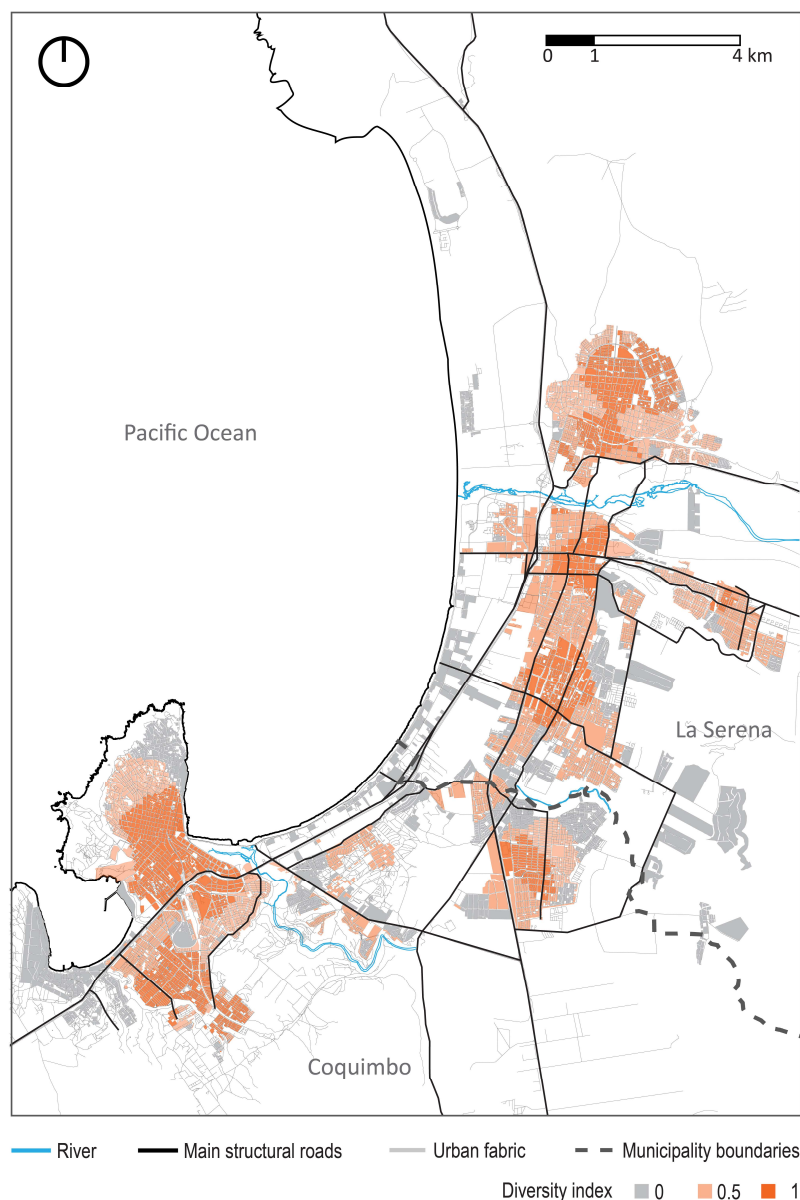 0 1 4 km
Pacific Ocean
La Serena
Coquimbo
River Main structural roads Urban fabric Municipality boundaries
Diversity index 0 0.5 1